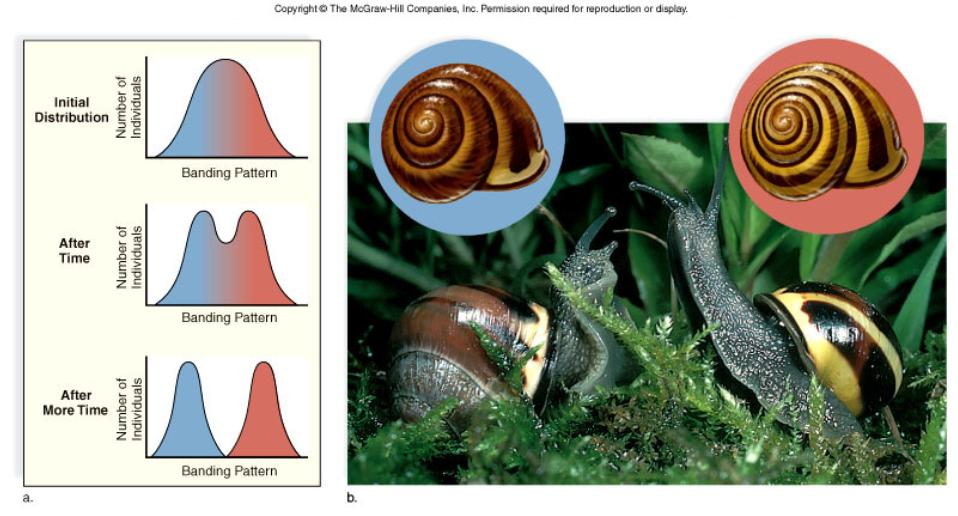 Copyright © The McGraw-Hill Companies, Inc. Permission required for reproduction or display.
Initial
Distribution
Number of
Individuals
Banding Pattern
After
Time
Number of
Individuals
Banding Pattern
After
More Time
Number of
Individuals
Banding Pattern
a.
b.